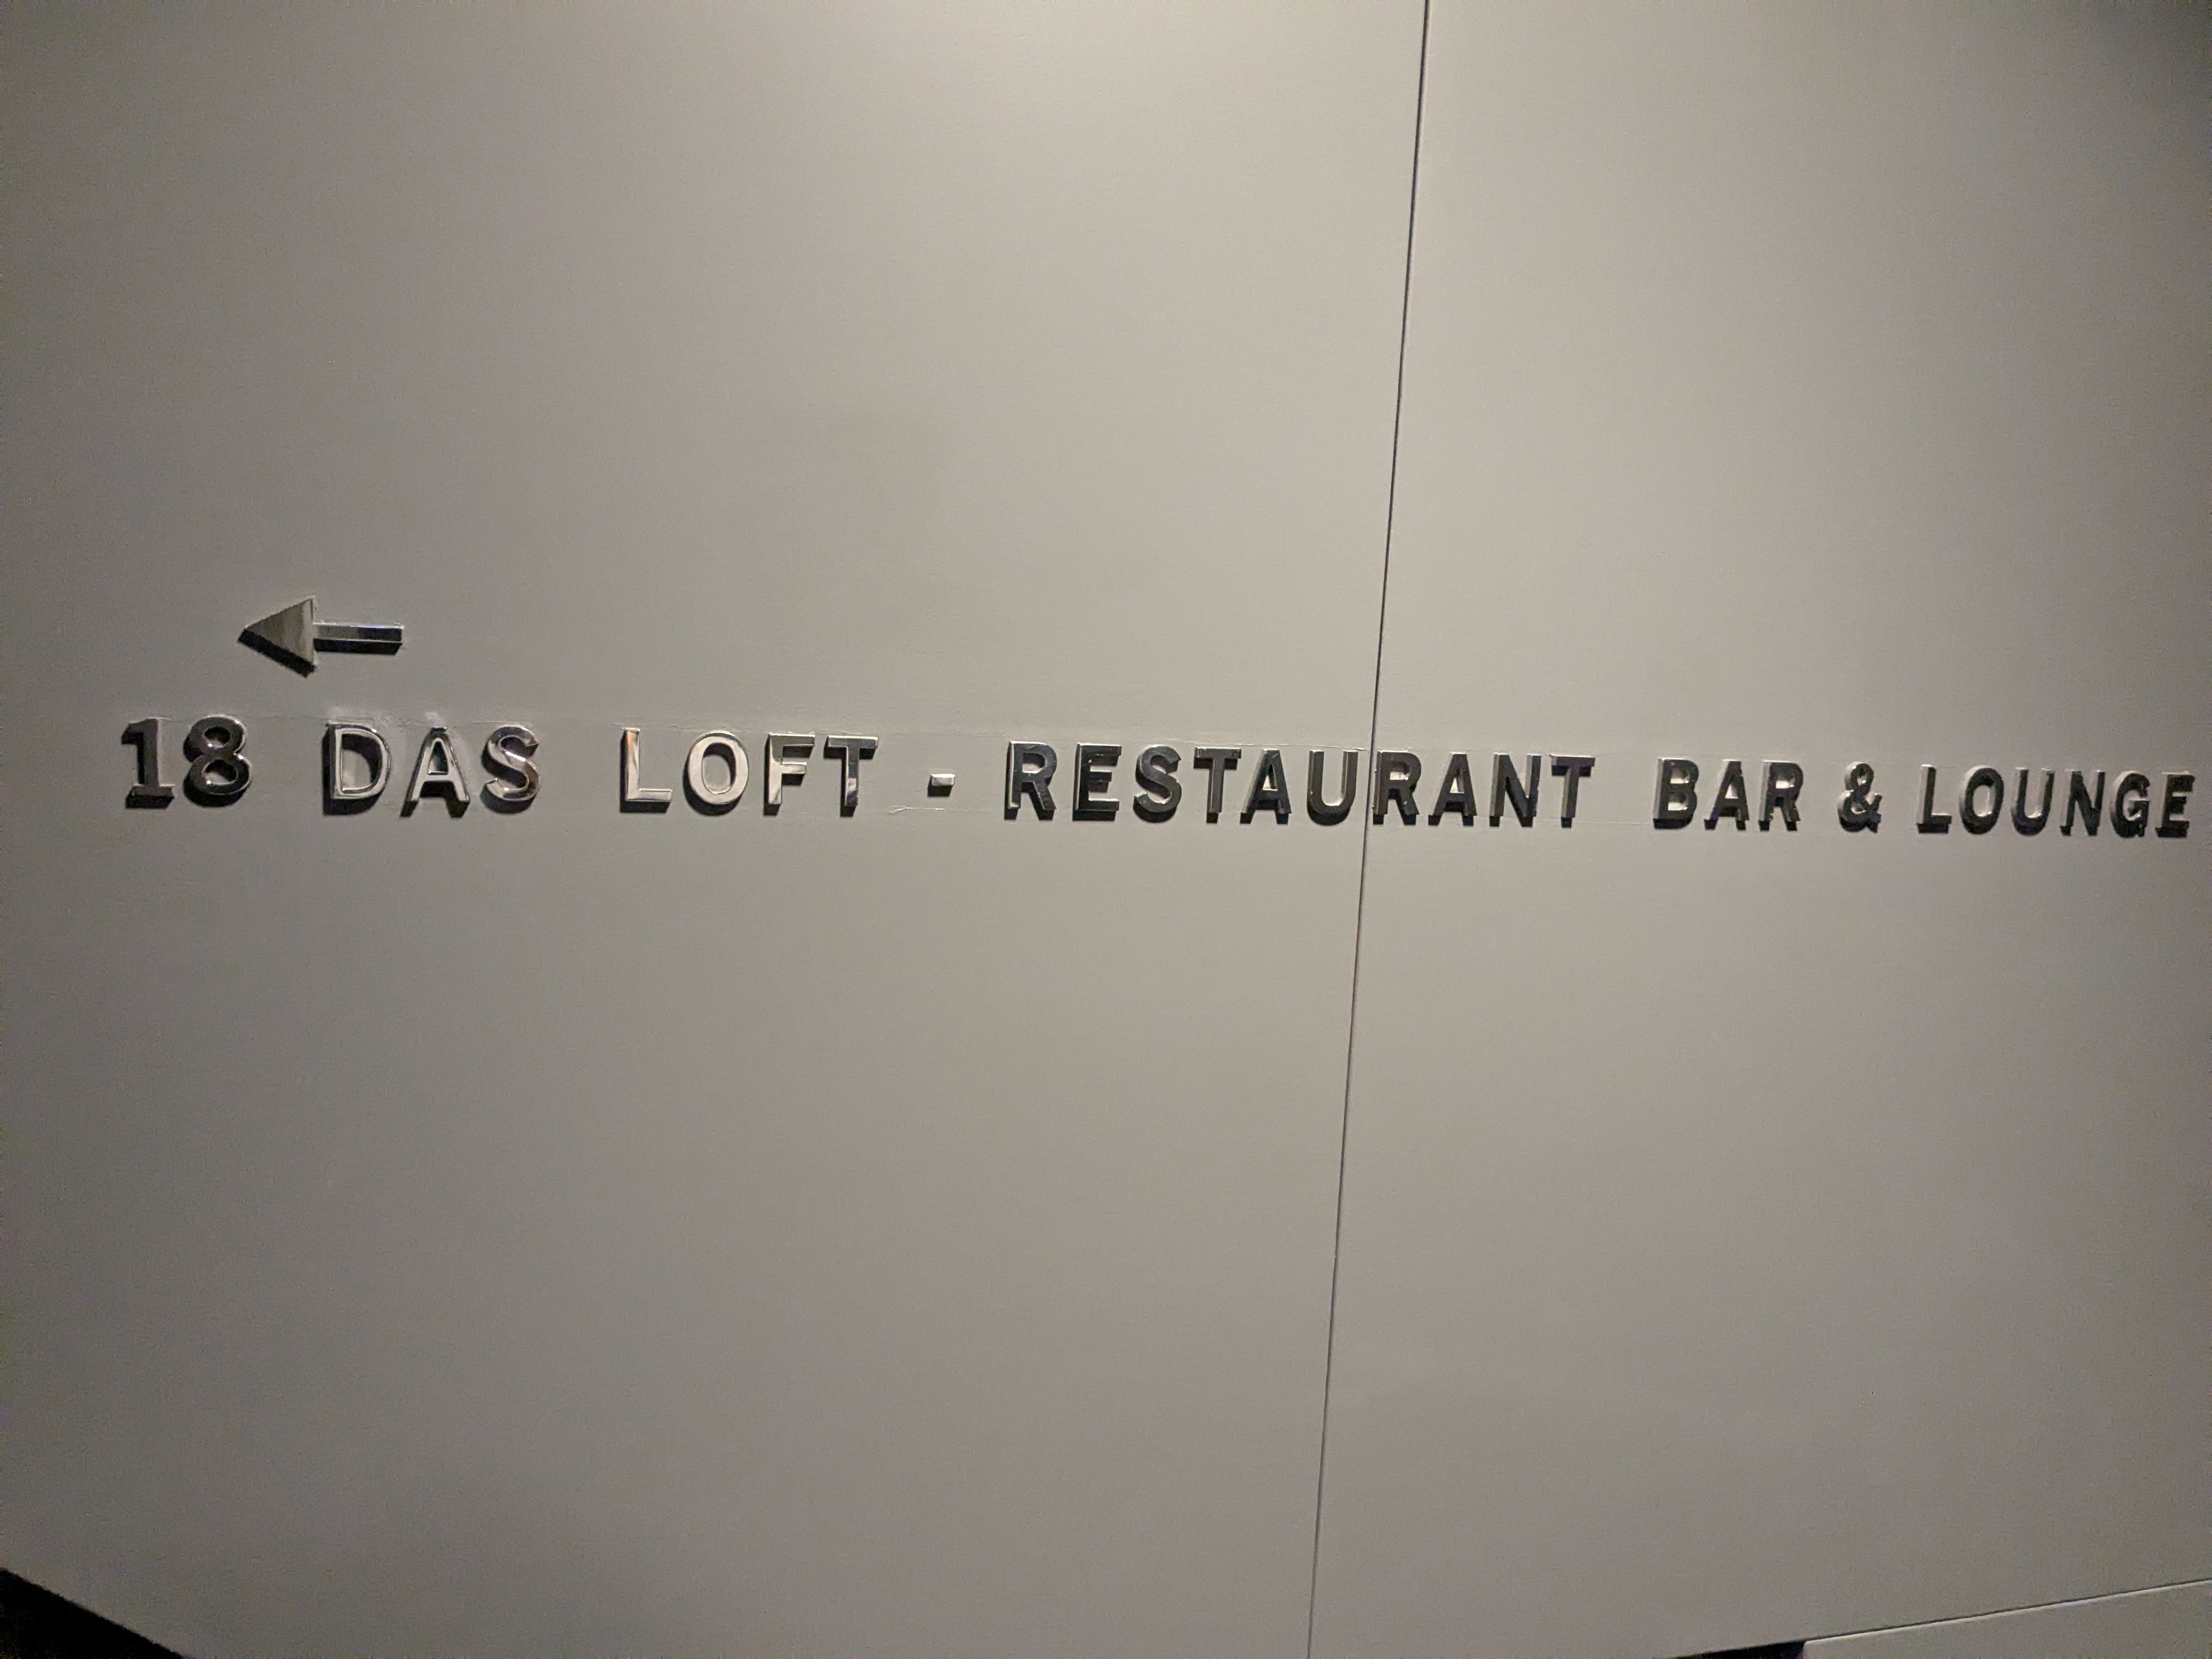 18 DAS LOFT - RESTAURANT BAR & LOUNGE